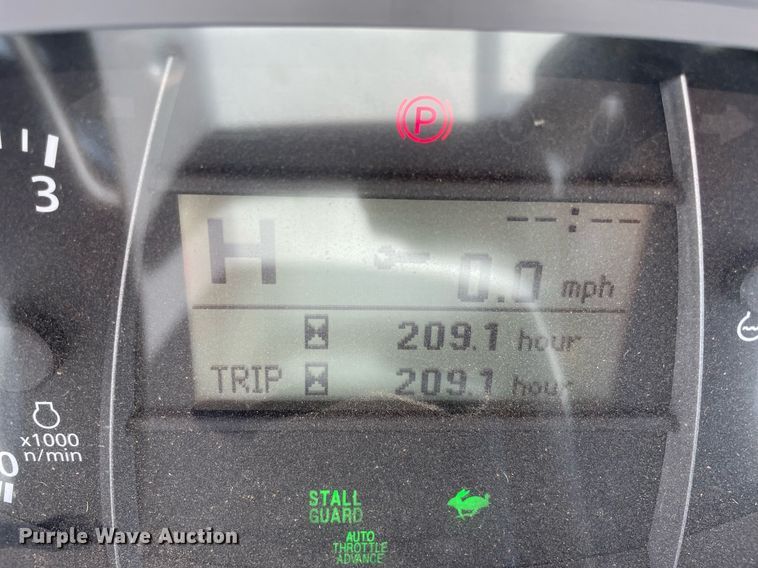 P
3
--:--
H
0.0 mph
209.1 hour
TRIP 209.1 hour
x1000
n/min
0
STALL
GUARD
AUTO
THROTTLE
ADVANCE
Purple Wave Auction